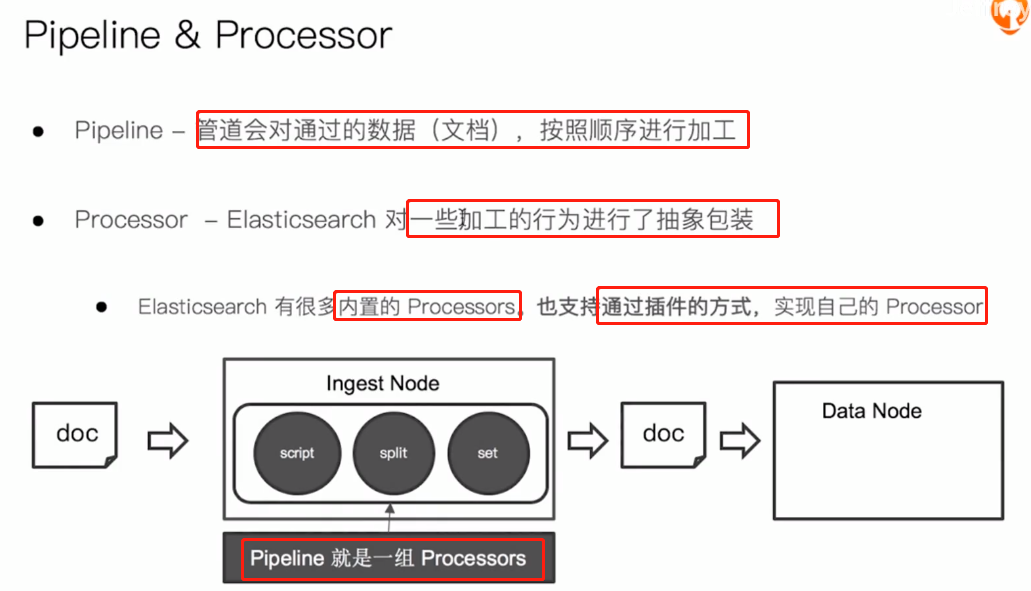 Pipeline & Processor
Pipeline – 管道会对通过的数据（文档），按照顺序进行加工
Processor – Elasticsearch 对一些加工的行为进行了抽象包装
Elasticsearch 有很多内置的 Processors。也支持通过插件的方式，实现自己的 Processor
Ingest Node
Data Node
doc
script
split
set
doc
Pipeline 就是一组 Processors